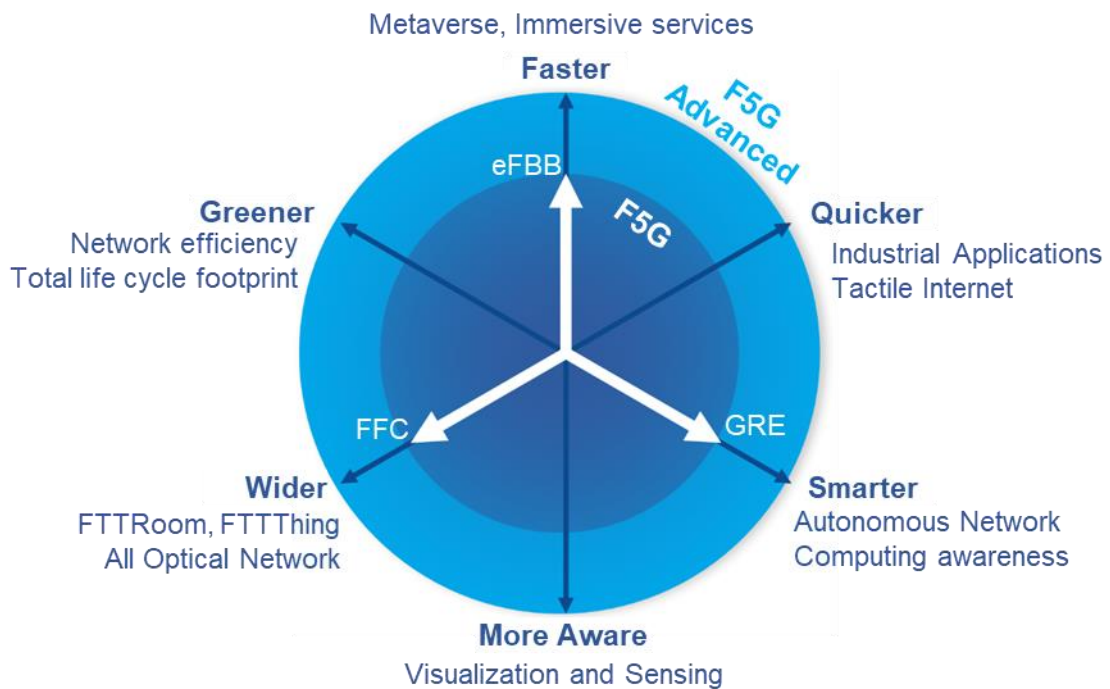 Metaverse, Immersive services
Faster
F5G
Advanced
eFBB
F5G
Greener
Network efficiency
Total life cycle footprint
Quicker
Industrial Applications
Tactile Internet
FFC
GRE
Wider
FTTRoom, FTTThing
All Optical Network
Smarter
Autonomous Network
Computing awareness
More Aware
Visualization and Sensing